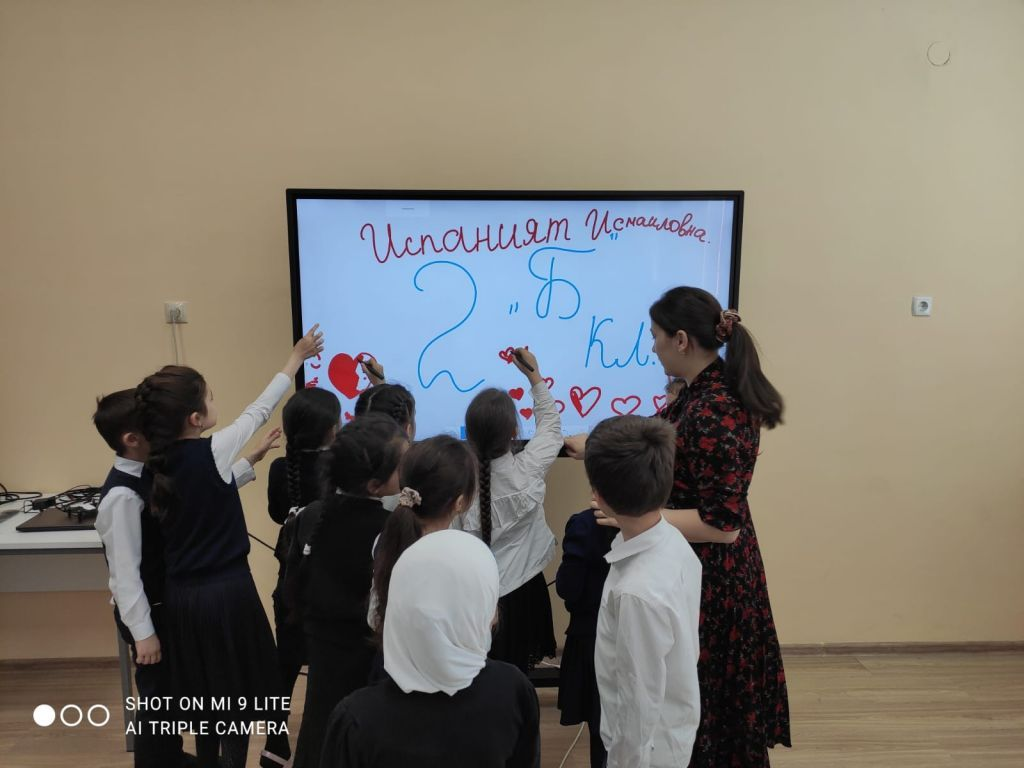 Испаният Исмаиловна.
2 „Б"
Кл.
SHOT ON MI 9 LITE
AI TRIPLE CAMERA